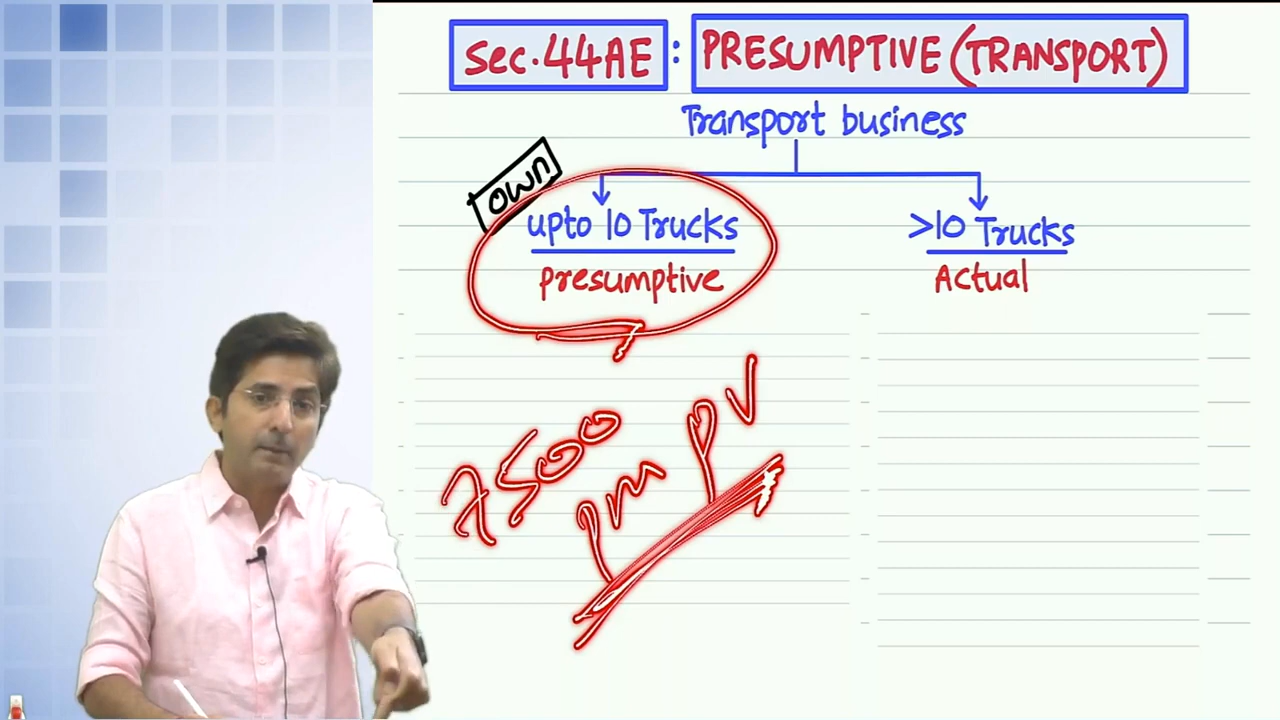 Sec.44AE : PRESUMPTIVE (TRANSPORT)
Transport business
own
upto 10 Trucks
presumptive
>10 Trucks
Actual
7500
pm pv